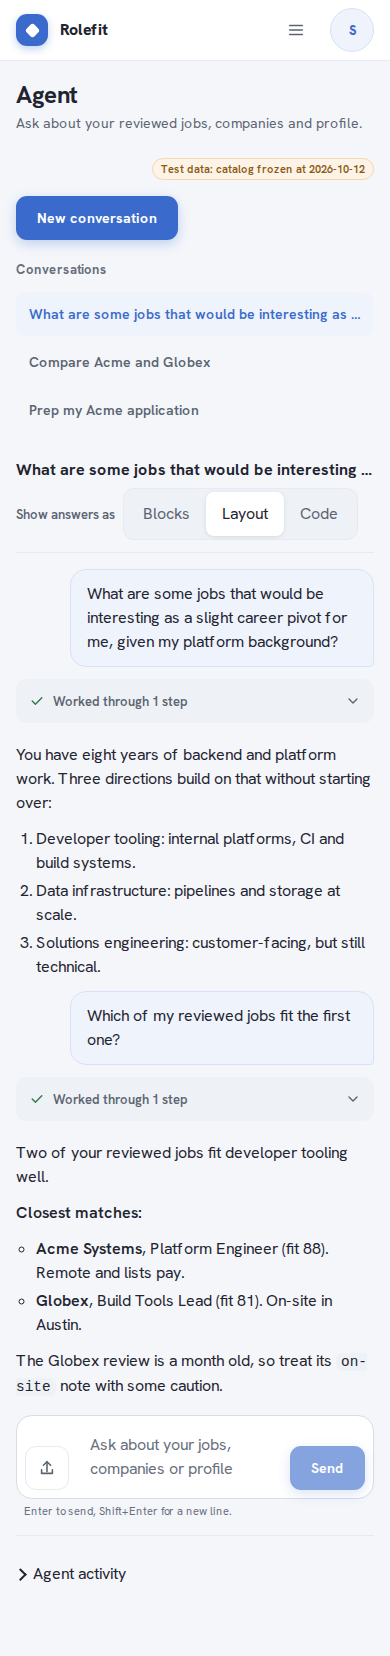 Rolefit
S
Agent
Ask about your reviewed jobs, companies and profile.
Test data: catalog frozen at 2026-10-12
New conversation
Conversations
What are some jobs that would be interesting as ...
Compare Acme and Globex
Prep my Acme application
What are some jobs that would be interesting ...
Show answers as
Blocks
Layout
Code
What are some jobs that would be
interesting as a slight career pivot for
me, given my platform background?
Worked through 1 step
You have eight years of backend and platform
work. Three directions build on that without starting
over:
1. Developer tooling: internal platforms, CI and
build systems.
2. Data infrastructure: pipelines and storage at
scale.
3. Solutions engineering: customer-facing, but still
technical.
Which of my reviewed jobs fit the first
one?
Worked through 1 step
Two of your reviewed jobs fit developer tooling
well.
Closest matches:
Acme Systems, Platform Engineer (fit 88).
Remote and lists pay.
Globex, Build Tools Lead (fit 81). On-site in
Austin.
The Globex review is a month old, so treat its on-
site note with some caution.
Ask about your jobs,
companies or profile
Send
Enter to send, Shift+Enter for a new line.
Agent activity